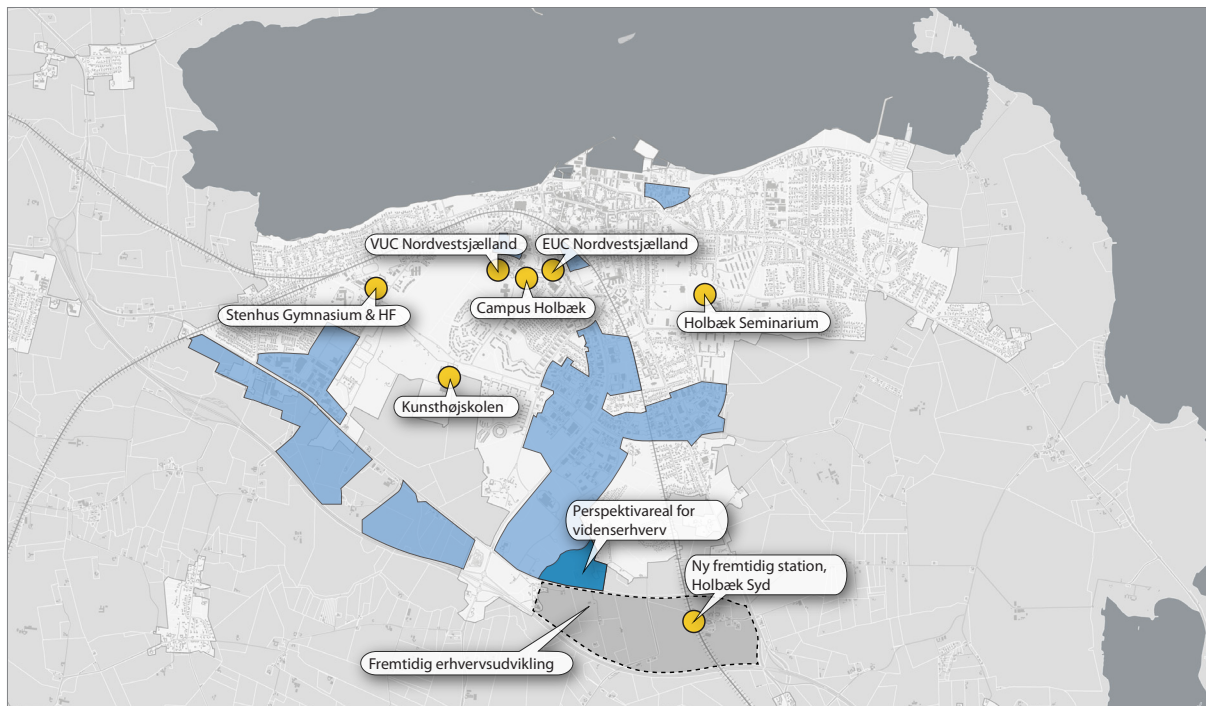 VUC Nordvestsjælland
EUC Nordvestsjælland
Stenhus Gymnasium & HF
Campus Holbæk
Holbæk Seminarium
Kunsthøjskolen
Perspektivareal for
videnserhverv
Ny fremtidig station,
Holbæk Syd
Fremtidig erhvervsudvikling